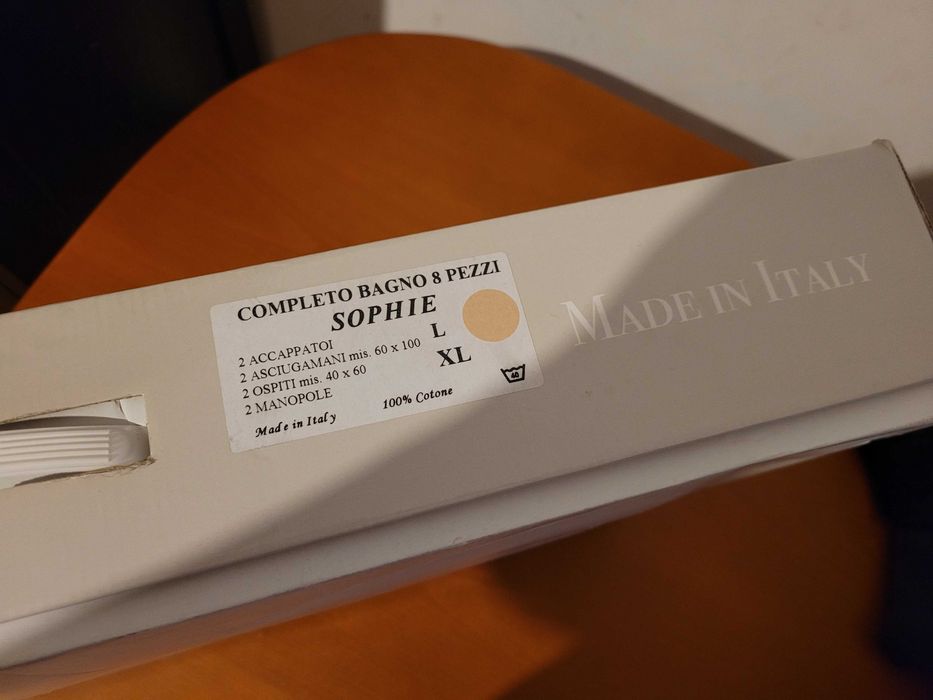 COMPLETO BAGNO 8 PEZZI
SOPHIE
2 ACCAPPATOI L
2 ASCIUGAMANI mis. 60 x 100 XL
2 OSPITI mis. 40 x 60
2 MANOPOLE
40
Made in Italy 100% Cotone
MADE IN ITALY